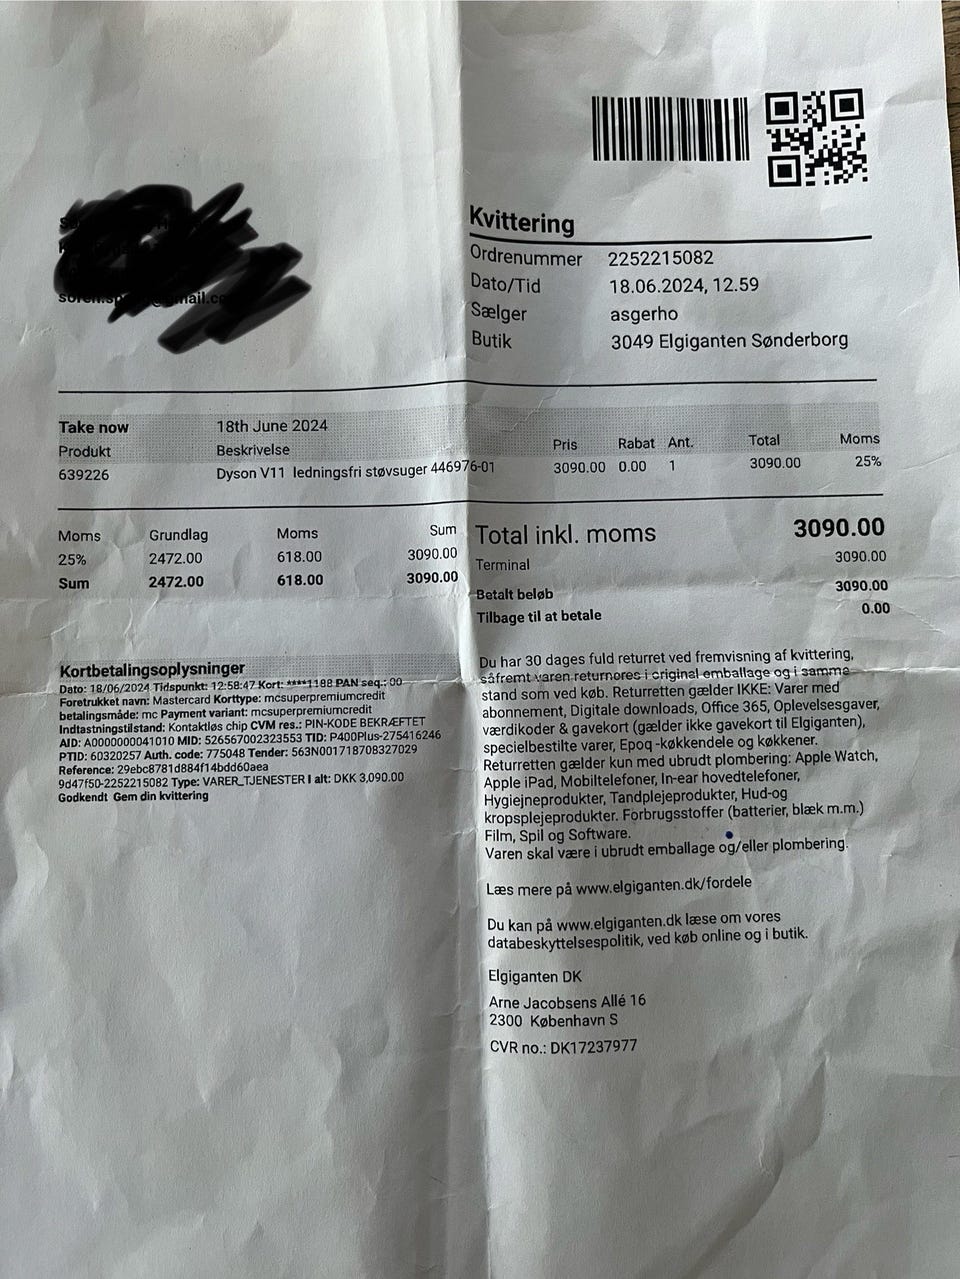 Kvittering
Ordrenummer 2252215082
Dato/Tid 18.06.2024, 12.59
Sælger asgerho
Butik 3049 Elgiganten Sønderborg
Take now 18th June 2024
Produkt Beskrivelse Pris Rabat Ant. Total Moms
639226 Dyson V11 ledningsfri støvsuger 446976-01 3090.00 0.00 1 3090.00 25%
Moms Grundlag Moms Sum
25% 2472.00 618.00 3090.00
Sum 2472.00 618.00 3090.00
Total inkl. moms 3090.00
Terminal 3090.00
Betalt beløb 3090.00
Tilbage til at betale 0.00
Kortbetalingsoplysninger
Dato: 18/06/2024 Tidspunkt: 12:58:47 Kort: ****1188 PAN seq.: 00
Foretrukket navn: Mastercard Korttype: mcsuperpremiumcredit
betalingsmåde: mc Payment variant: mcsuperpremiumcredit
Indtastningstilstand: Kontaktløs chip CVM res.: PIN-KODE BEKRÆFTET
AID: A0000000041010 MID: 526567002323553 TID: P400Plus-275416246
PTID: 60320257 Auth. code: 775048 Tender: 563N001718708327029
Reference: 29ebc8781d884f14bdd60aea
9d47f50-2252215082 Type: VARER_TJENESTER I alt: DKK 3,090.00
Godkendt Gem din kvittering
Du har 30 dages fuld returret ved fremvisning af kvittering,
såfremt varen returnores i original emballage og i samme
stand som ved køb. Returretten gælder IKKE: Varer med
abonnement, Digitale downloads, Office 365, Oplevelsesgaver,
værdikoder & gavekort (gælder ikke gavekort til Elgiganten),
specielbestilte varer, Epoq -køkkendele og køkkener.
Returretten gælder kun med ubrudt plombering: Apple Watch,
Apple iPad, Mobiltelefoner, In-ear hovedtelefoner,
Hygiejneprodukter, Tandplejeprodukter, Hud-og
kropsplejeprodukter. Forbrugsstoffer (batterier, blæk m.m.)
Film, Spil og Software.
Varen skal være i ubrudt emballage og/eller plombering.
Læs mere på www.elgiganten.dk/fordele
Du kan på www.elgiganten.dk læse om vores
databeskyttelsespolitik, ved køb online og i butik.
Elgiganten DK
Arne Jacobsens Allé 16
2300 København S
CVR no.: DK17237977